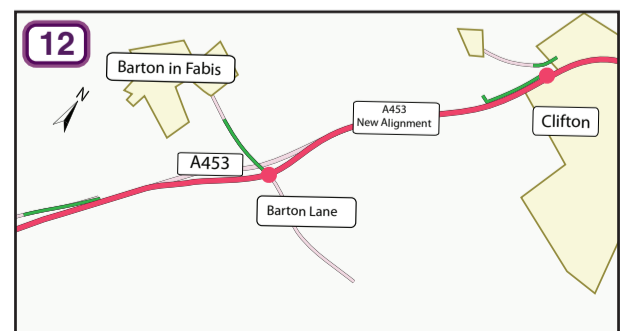 12
Barton in Fabis
N
A453
New Alignment
Clifton
A453
Barton Lane